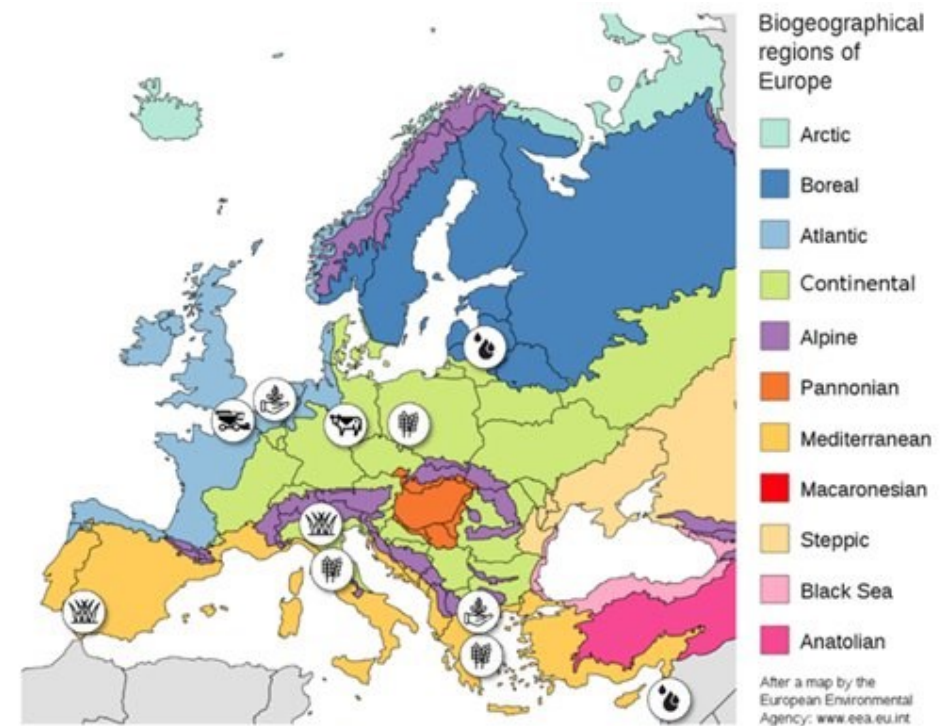 Biogeographical
regions of
Europe
Arctic
Boreal
Atlantic
Continental
Alpine
Pannonian
Mediterranean
Macaronesian
Steppic
Black Sea
Anatolian
After a map by the
European Environmental
Agency: www.eea.eu.int